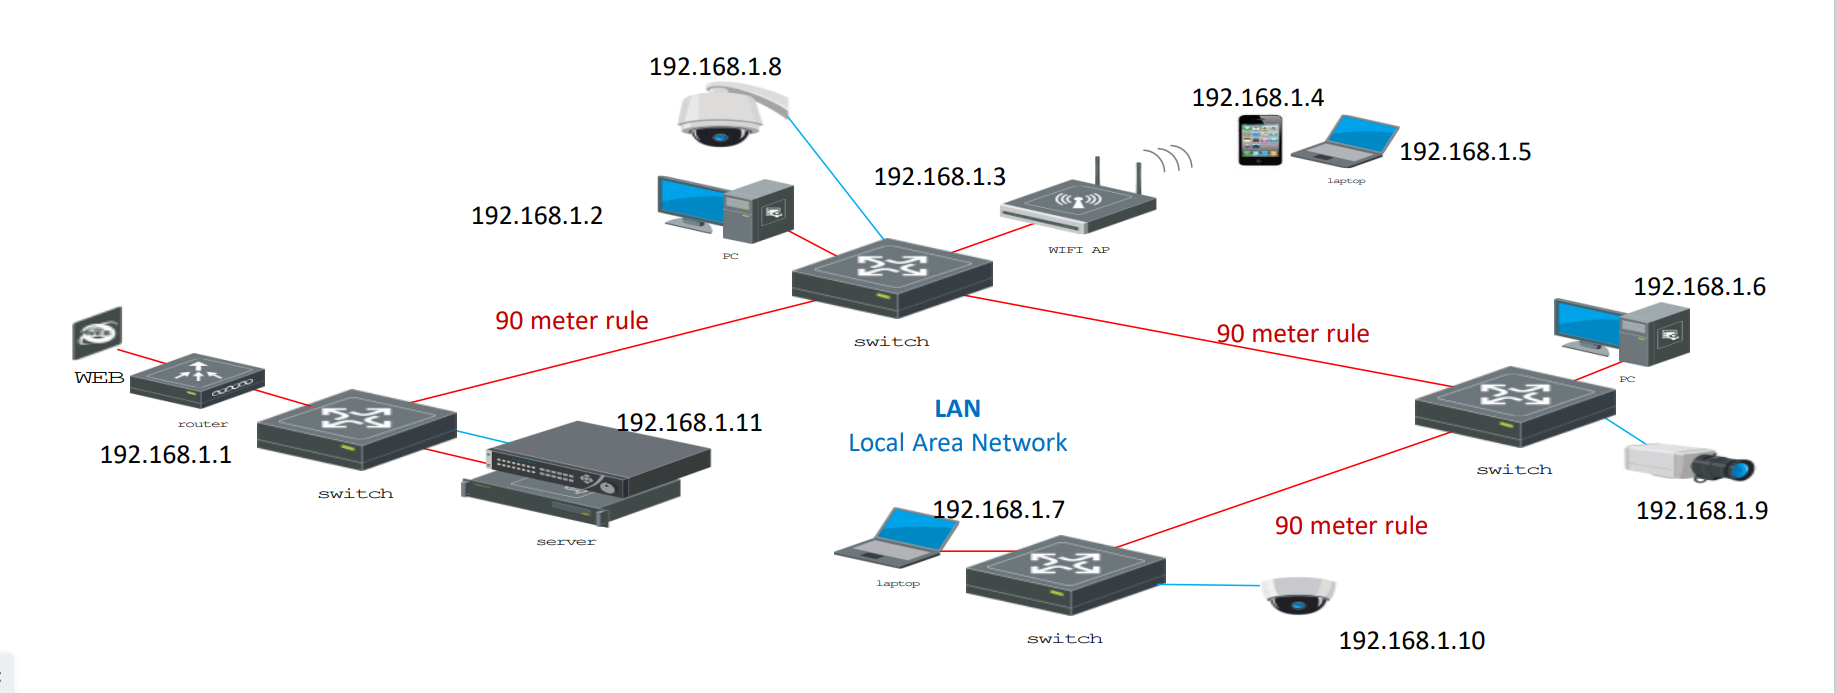 192.168.1.8
192.168.1.4
192.168.1.5
laptop
192.168.1.3
192.168.1.2
PC
WIFI AP
192.168.1.6
90 meter rule
90 meter rule
switch
WEB
PC
router
192.168.1.11
LAN
Local Area Network
192.168.1.1
switch
switch
192.168.1.7
192.168.1.9
90 meter rule
server
laptop
switch
192.168.1.10